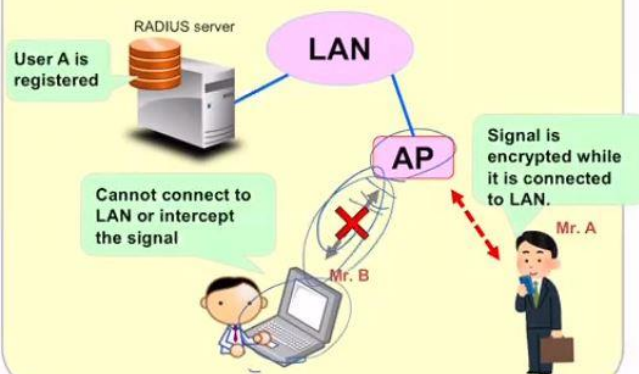 RADIUS server
User A is
registered
LAN
AP
Signal is
encrypted while
it is connected
to LAN.
Cannot connect to
LAN or intercept
the signal
Mr. A
Mr. B